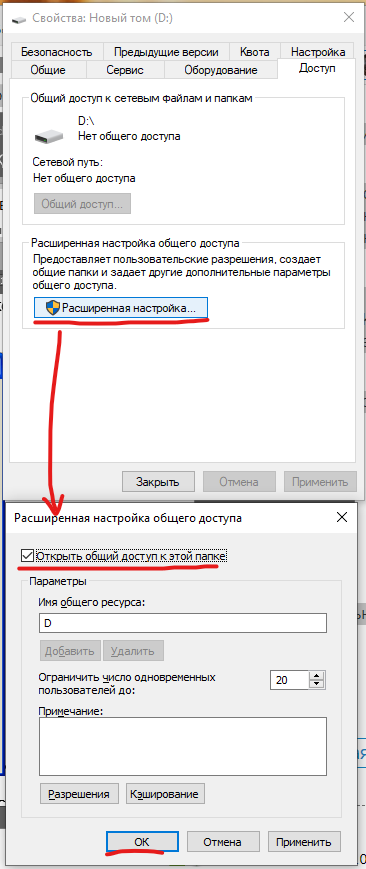 Свойства: Новый том (D:)
Безопасность Предыдущие версии Квота Настройка
Общие Сервис Оборудование Доступ
Общий доступ к сетевым файлам и папкам
D:\
Нет общего доступа
Сетевой путь:
Нет общего доступа
Общий доступ...
Расширенная настройка общего доступа
Предоставляет пользовательские разрешения, создает
общие папки и задает другие дополнительные параметры
общего доступа.
Расширенная настройка...
Закрыть Отмена Применить
Расширенная настройка общего доступа
Открыть общий доступ к этой папке
Параметры
Имя общего ресурса:
D
Добавить Удалить
Ограничить число одновременных
пользователей до:
20
Примечание:
Разрешения Кэширование
ОК Отмена Применить